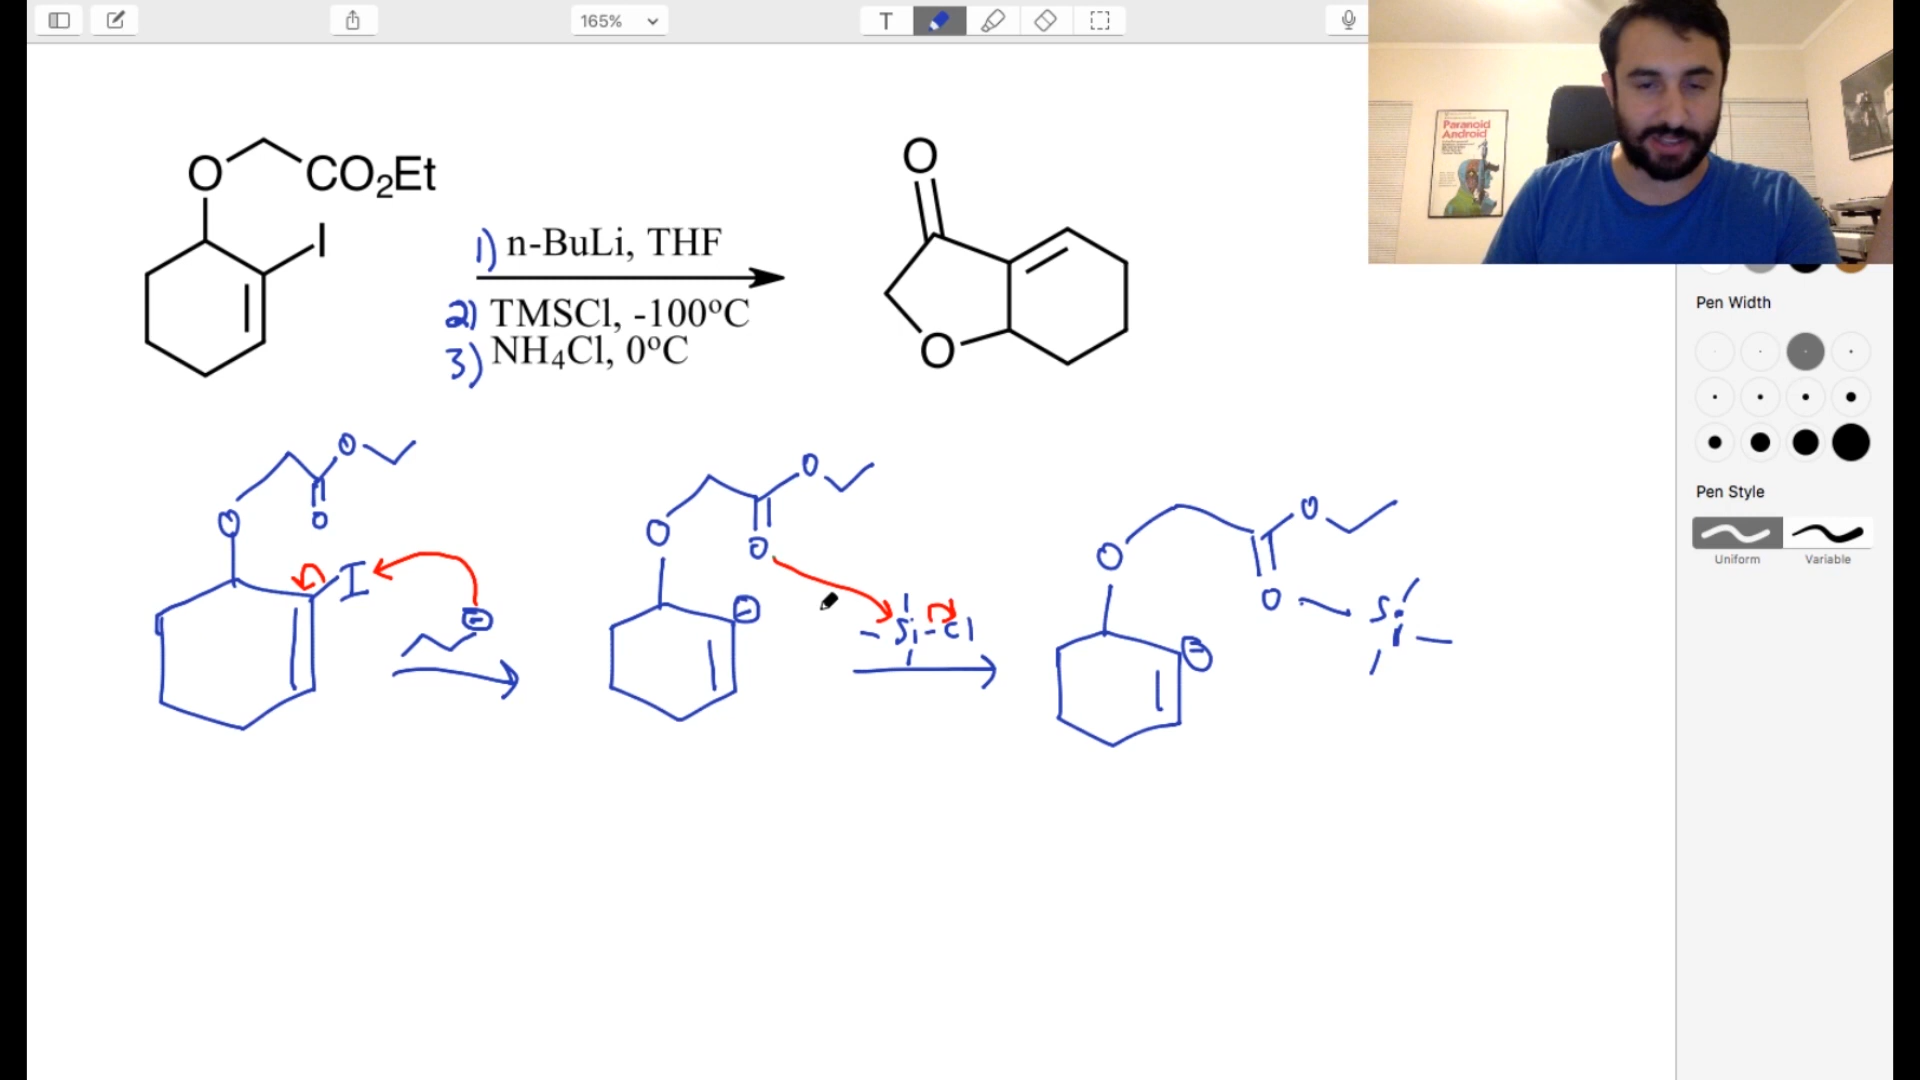 165%
T
Paranoid
Android
O
CO₂Et
O
I
1) n-BuLi, THF
2) TMSCl, -100°C
3) NH₄Cl, 0°C
O
Pen Width
Pen Style
Uniform
Variable
O
O
O
I
⊖
O
O
O
⊖
Si-Cl
O
O
O
Si
⊖